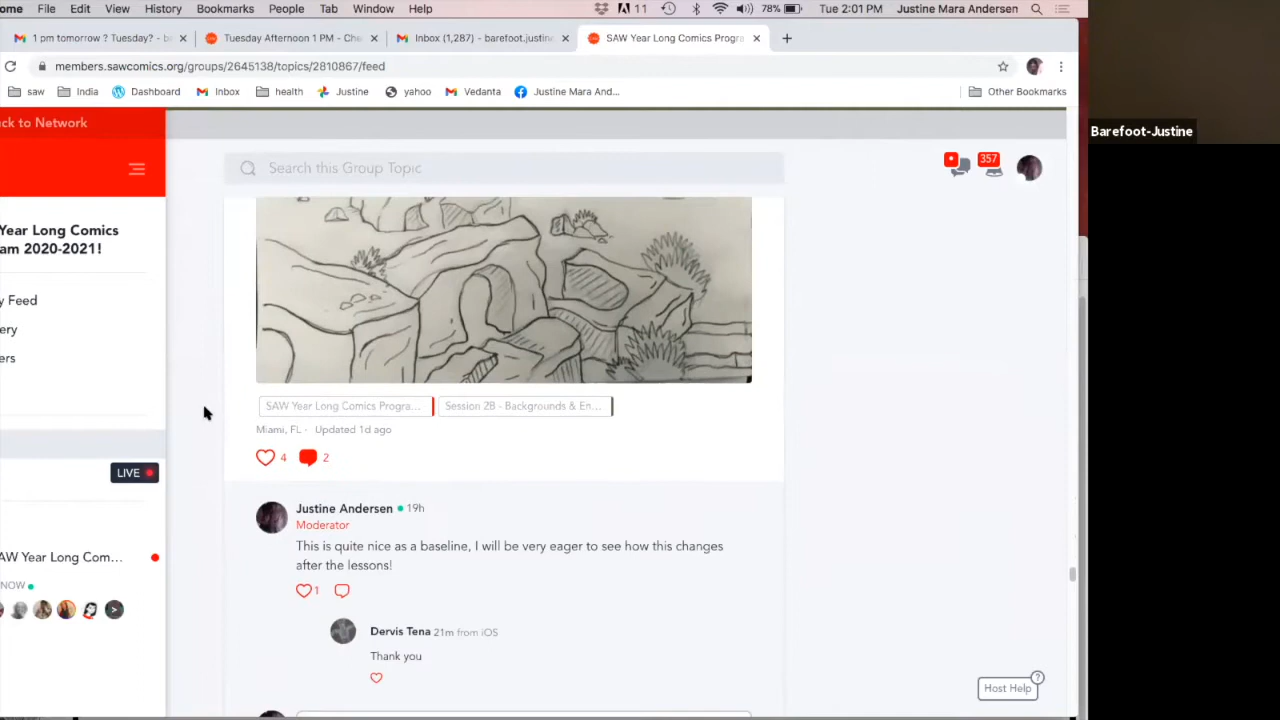 ome File Edit View History Bookmarks People Tab Window Help 11 78% Tue 2:01 PM Justine Mara Andersen
1 pm tomorrow ? Tuesday? - b × Tuesday Afternoon 1 PM - Che × Inbox (1,287) - barefoot.justin × SAW Year Long Comics Progra × +
members.sawcomics.org/groups/2645138/topics/2810867/feed
saw India Dashboard Inbox health Justine yahoo Vedanta Justine Mara And... Other Bookmarks
ck to Network
Barefoot-Justine
Search this Group Topic
357
Year Long Comics
am 2020-2021!
y Feed
ery
ers
SAW Year Long Comics Progra... Session 2B - Backgrounds & En...
Miami, FL · Updated 1d ago
4 2
LIVE
Justine Andersen 19h
Moderator
This is quite nice as a baseline, I will be very eager to see how this changes
after the lessons!
1
AW Year Long Com...
NOW
Dervis Tena 21m from iOS
Thank you
Host Help ?